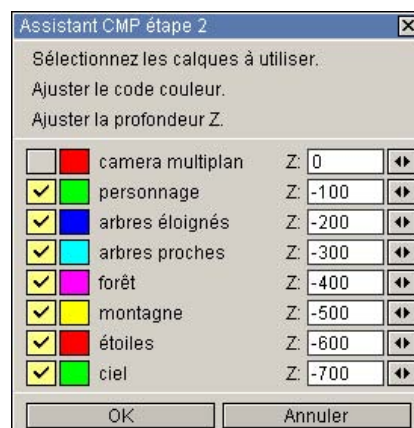 Assistant CMP étape 2
Sélectionnez les calques à utiliser.
Ajuster le code couleur.
Ajuster la profondeur Z.
camera multiplan Z: 0
personnage Z: -100
arbres éloignés Z: -200
arbres proches Z: -300
forêt Z: -400
montagne Z: -500
étoiles Z: -600
ciel Z: -700
OK Annuler